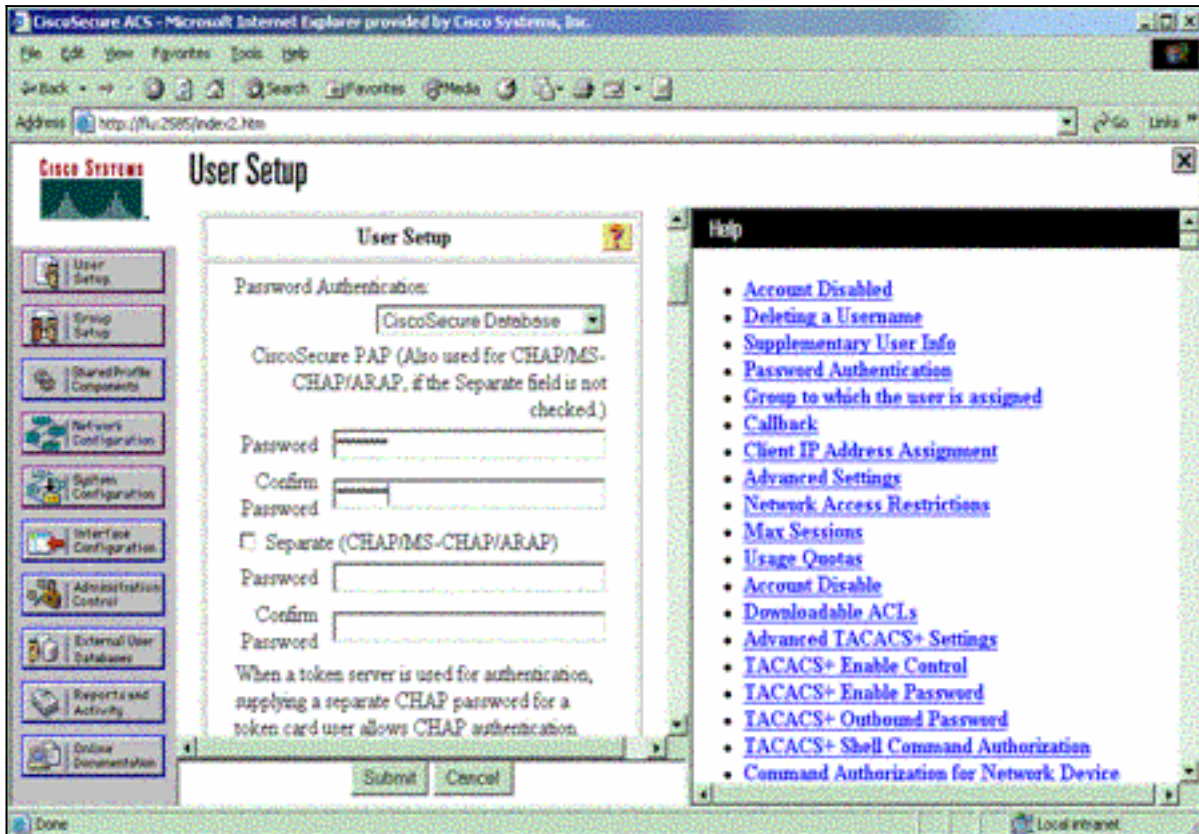 CiscoSecure ACS - Microsoft Internet Explorer provided by Cisco Systems, Inc.
File Edit View Favorites Tools Help
Back Search Favorites Media
Address http://flu:2585/index2.htm Go Links »
CISCO SYSTEMS
User Setup
User
Setup
Group
Setup
Shared Profile
Components
Network
Configuration
System
Configuration
Interface
Configuration
Administration
Control
External User
Databases
Reports and
Activity
Online
Documentation
User Setup
Password Authentication:
CiscoSecure Database
CiscoSecure PAP (Also used for CHAP/MS-
CHAP/ARAP, if the Separate field is not
checked.)
Password ********
Confirm
Password ********
Separate (CHAP/MS-CHAP/ARAP)
Password
Confirm
Password
When a token server is used for authentication,
supplying a separate CHAP password for a
token card user allows CHAP authentication.
Submit Cancel
Help
Account Disabled
Deleting a Username
Supplementary User Info
Password Authentication
Group to which the user is assigned
Callback
Client IP Address Assignment
Advanced Settings
Network Access Restrictions
Max Sessions
Usage Quotas
Account Disable
Downloadable ACLs
Advanced TACACS+ Settings
TACACS+ Enable Control
TACACS+ Enable Password
TACACS+ Outbound Password
TACACS+ Shell Command Authorization
Command Authorization for Network Device
Done
Local intranet